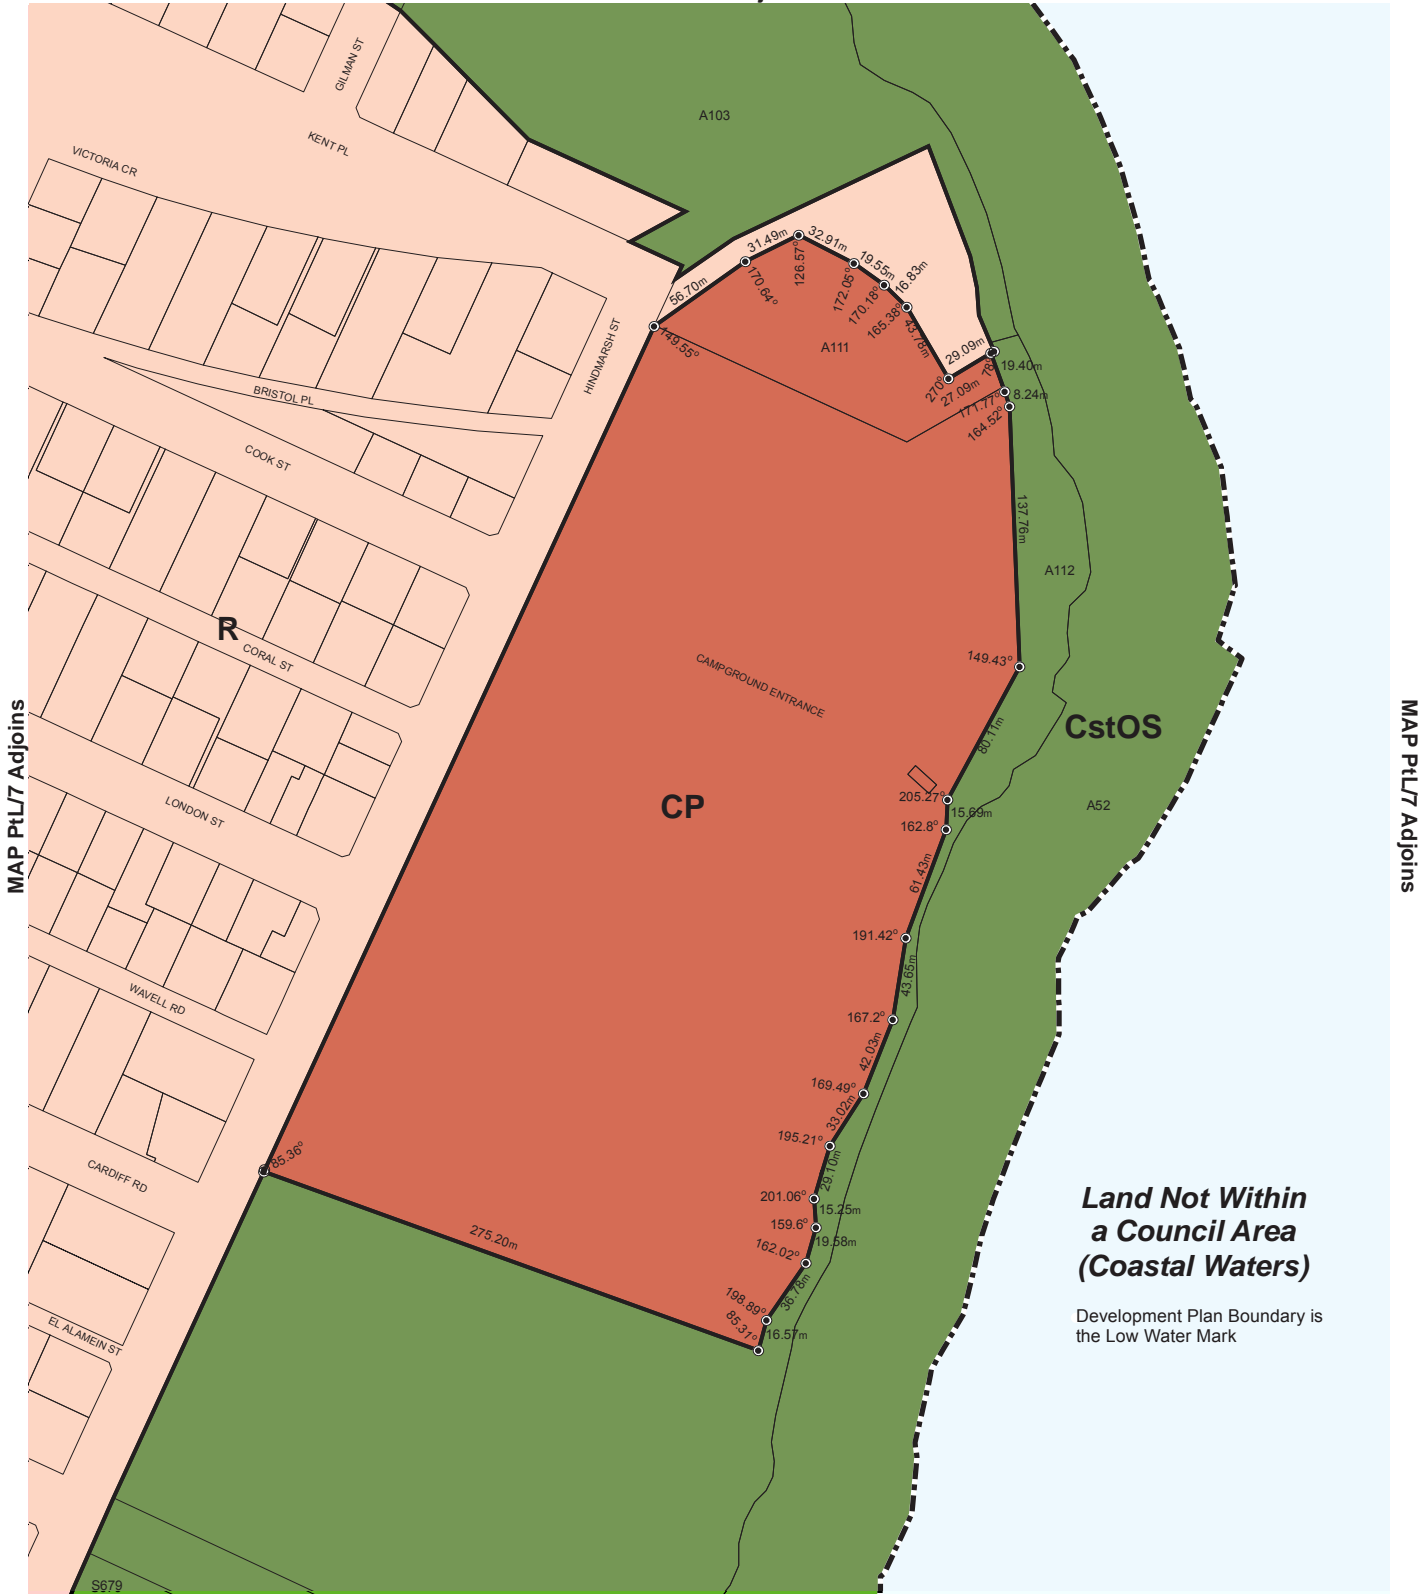 GILMAN ST
A103
KENT PL
VICTORIA CR
31.49m
32.91m
126.57°
19.55m
170.64°
172.05°
16.83m
56.70m
170.18°
165.38°
HINDMARSH ST
149.55°
A111
43.78m
29.09m
78°
19.40m
270°
27.09m
171.77°
8.24m
164.52°
BRISTOL PL
COOK ST
137.76m
A112
R
CORAL ST
149.43°
CAMPGROUND ENTRANCE
MAP PtL/7 Adjoins
MAP PtL/7 Adjoins
CstOS
80.11m
LONDON ST
CP
205.27°
15.69m
A52
162.8°
61.43m
191.42°
43.65m
WAVELL RD
167.2°
42.03m
169.49°
33.02m
195.21°
85.36°
CARDIFF RD
29.10m
201.06°
15.25m
159.6°
19.58m
275.20m
162.02°
36.78m
198.89°
85.31°
16.57m
Land Not Within
a Council Area
(Coastal Waters)
Development Plan Boundary is
the Low Water Mark
EL ALAMEIN ST
S679